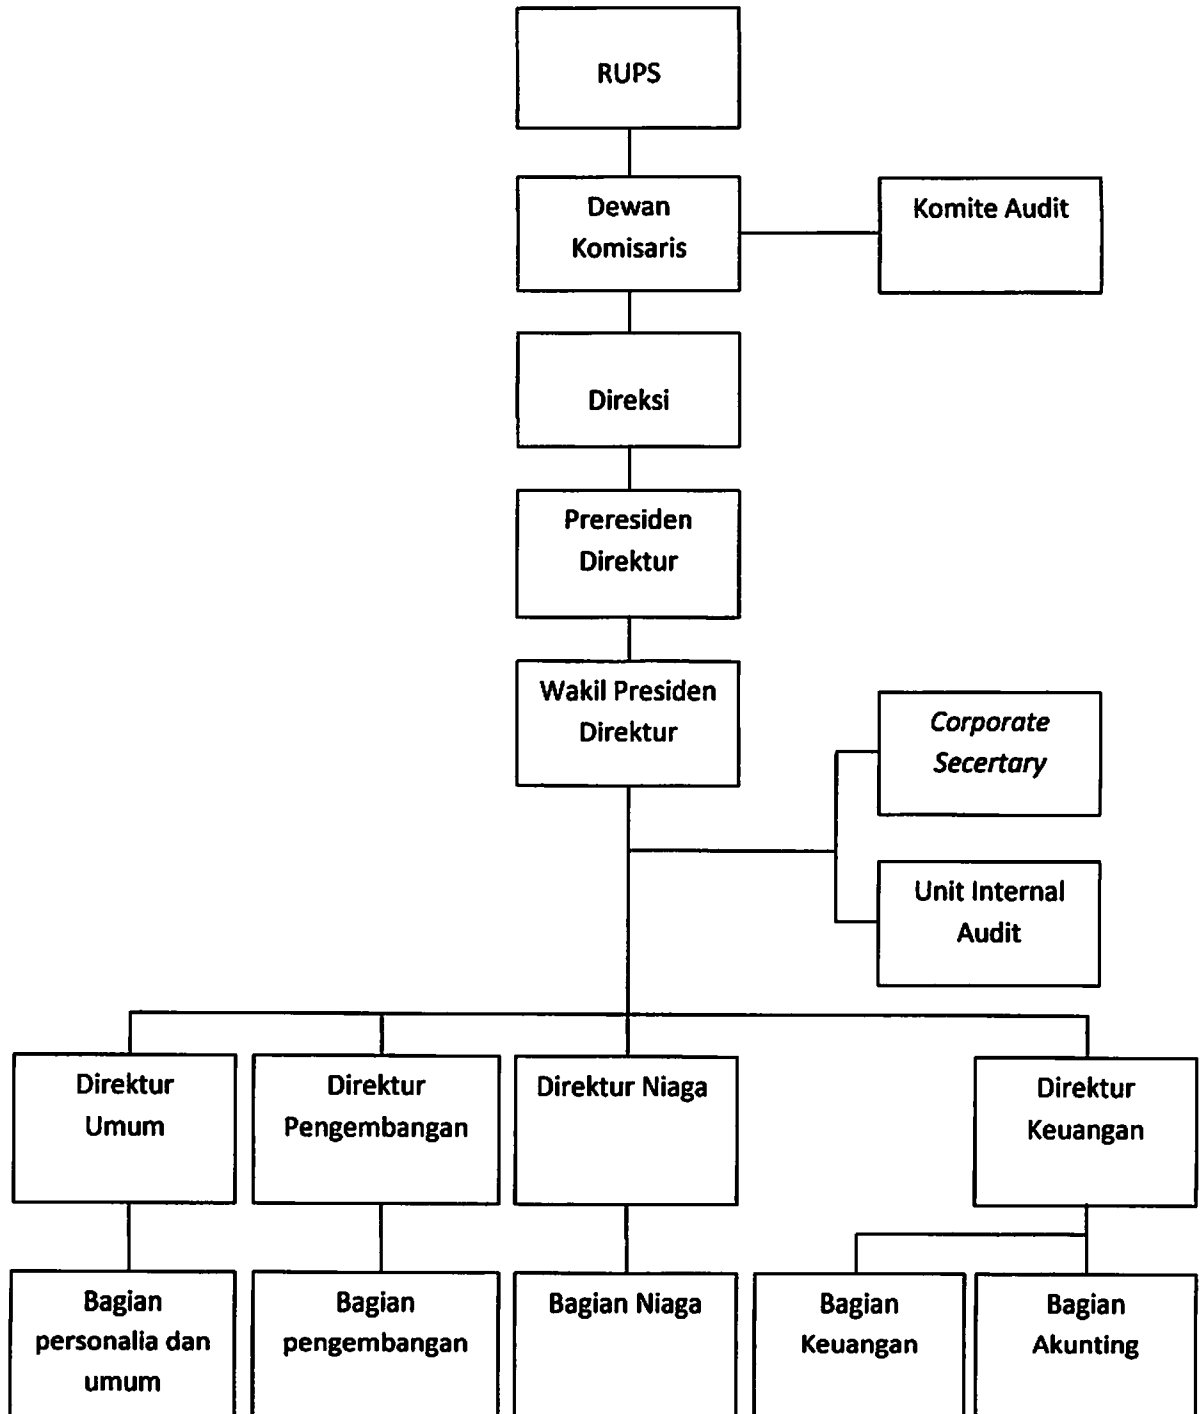 RUPS
Dewan
Komisaris
Komite Audit
Direksi
Preresiden
Direktur
Wakil Presiden
Direktur
Corporate
Secertary
Unit Internal
Audit
Direktur
Umum
Direktur
Pengembangan
Direktur Niaga
Direktur
Keuangan
Bagian
personalia dan
umum
Bagian
pengembangan
Bagian Niaga
Bagian
Keuangan
Bagian
Akunting